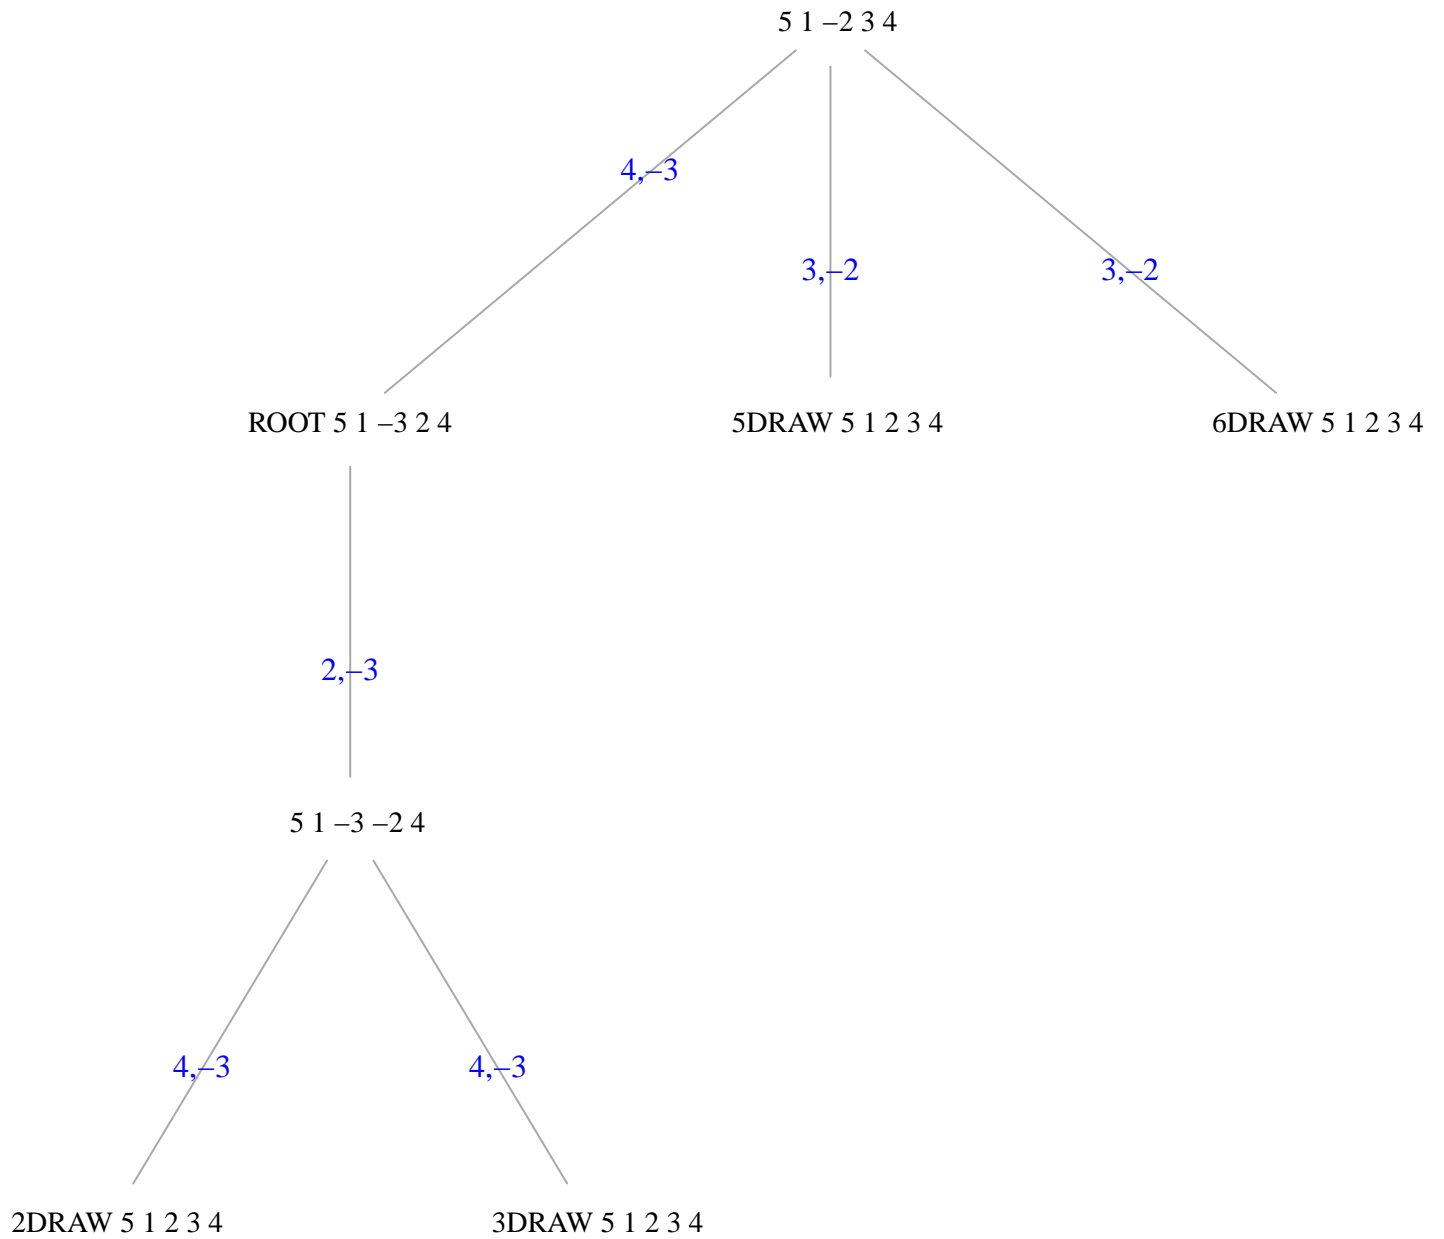 5 1 –2 3 4
4,–3
3,–2
3,–2
ROOT 5 1 –3 2 4
5DRAW 5 1 2 3 4
6DRAW 5 1 2 3 4
2,–3
5 1 –3 –2 4
4,–3
4,–3
2DRAW 5 1 2 3 4
3DRAW 5 1 2 3 4